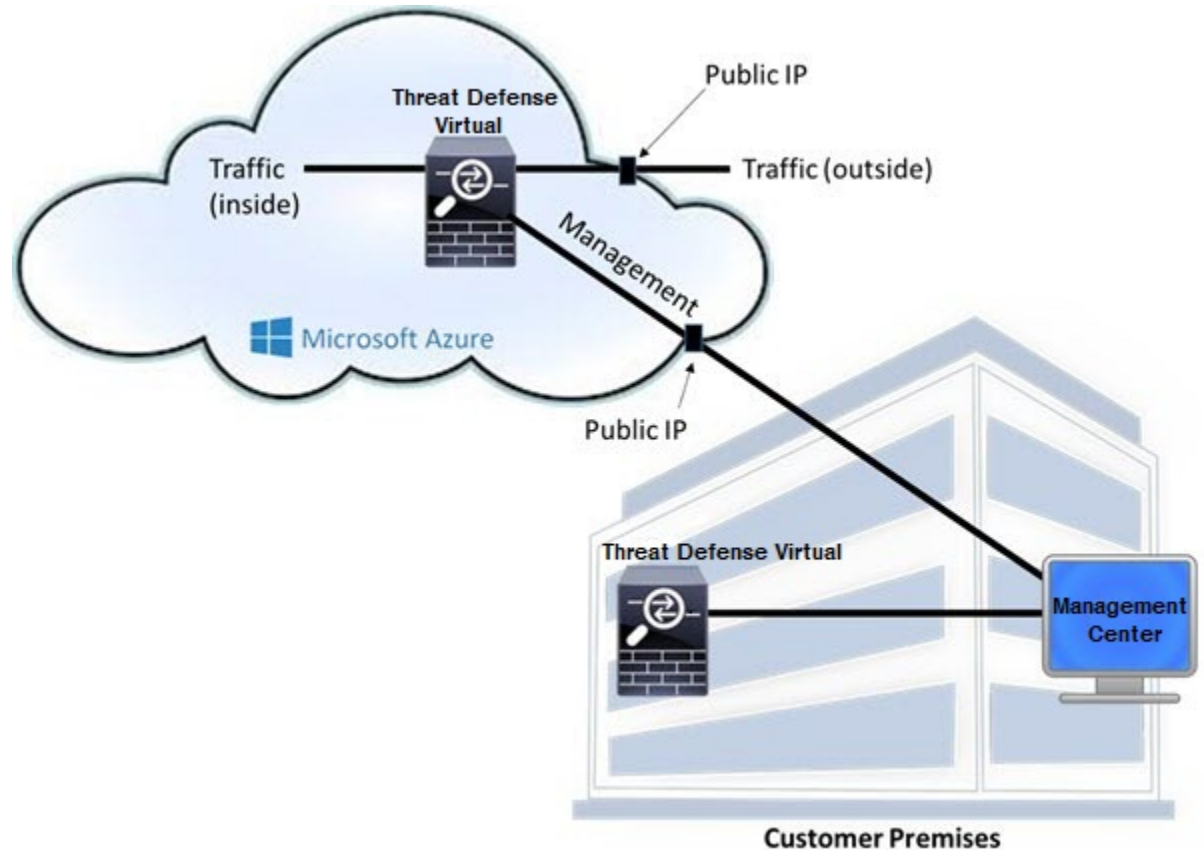 Public IP
Threat Defense
Virtual
Traffic
(inside)
Traffic (outside)
Management
Microsoft Azure
Public IP
Threat Defense Virtual
Management
Center
Customer Premises